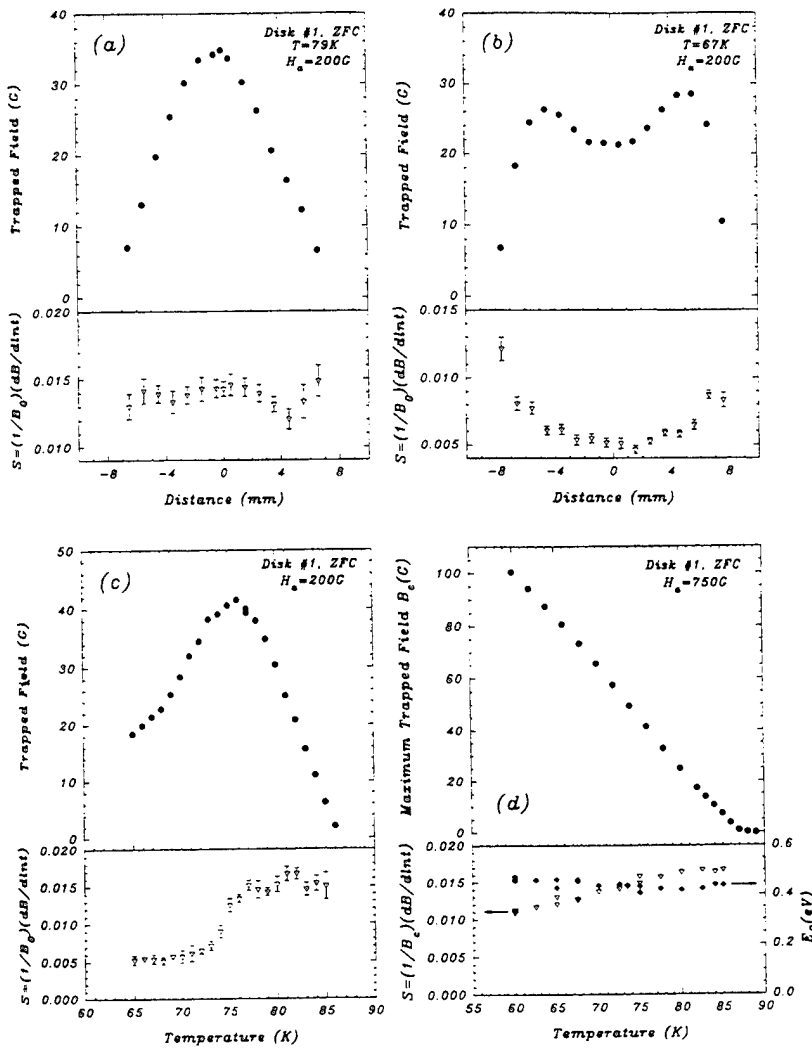 (a)
Disk #1. ZFC
T=79K
Hₐ=200G
Trapped Field (G)
40
30
20
10
0
S=(1/B₀)(dB/dlnt)
0.020
0.015
0.010
-8
-4
0
4
8
Distance (mm)
(b)
Disk #1. ZFC
T=67K
Hₐ=200G
Trapped Field (G)
40
30
20
10
0
S=(1/B₀)(dB/dlnt)
0.015
0.010
0.005
-8
-4
0
4
8
Distance (mm)
(c)
Disk #1. ZFC
Hₐ=200G
Trapped Field (G)
50
40
30
20
10
0
S=(1/B₀)(dB/dlnt)
0.020
0.015
0.010
0.005
0.000
60
65
70
75
80
85
90
Temperature (K)
(d)
Disk #1. ZFC
Hₐ=750G
Maximum Trapped Field B_c(G)
100
80
60
40
20
0
S=(1/B_c)(dB/dlnt)
0.020
0.015
0.010
0.005
0.000
0.6
0.4
0.2
0.0
E₀(eV)
55
60
65
70
75
80
85
90
Temperature (K)